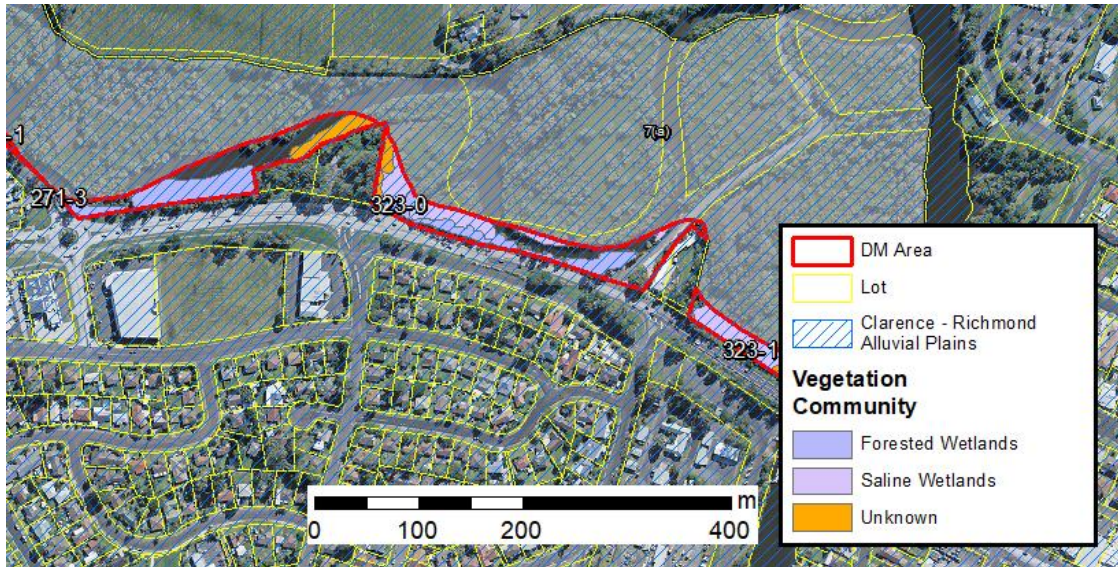 -1
271-3
323-0
7(a)
323-1
DM Area
Lot
Clarence - Richmond
Alluvial Plains
Vegetation
Community
Forested Wetlands
Saline Wetlands
Unknown
m
0 100 200 400